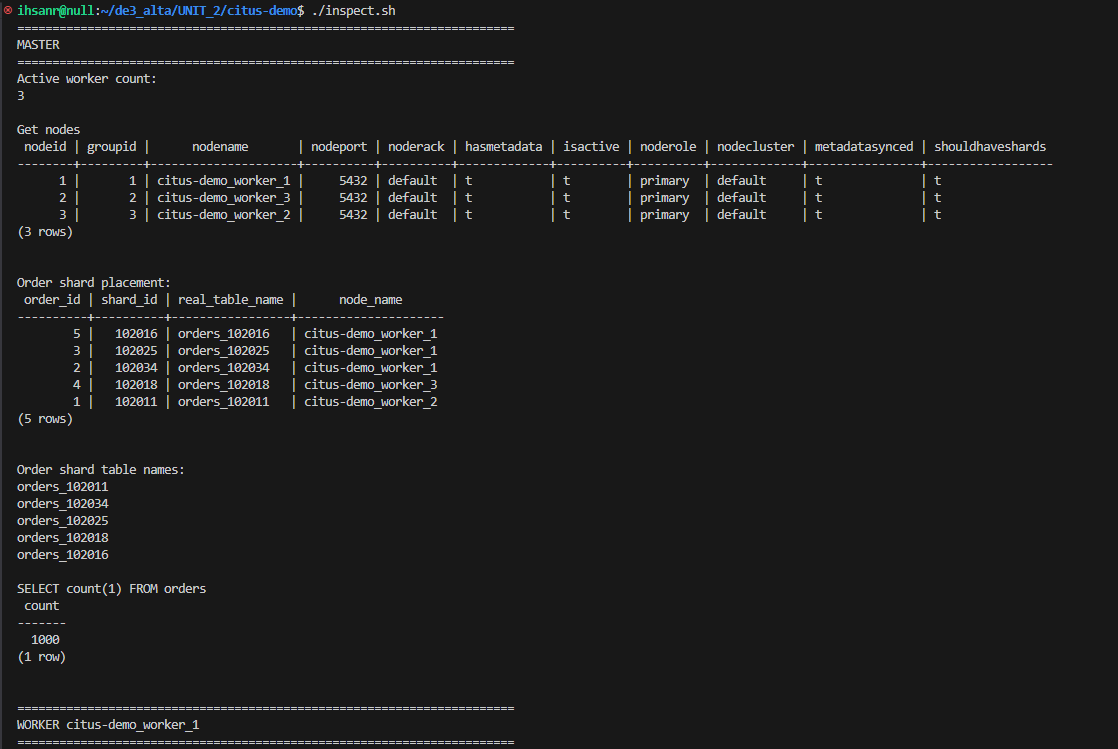 ihsanr@null:~/de3_alta/UNIT_2/citus-demo$ ./inspect.sh
=======================================================================
MASTER
=======================================================================
Active worker count:
3
Get nodes
 nodeid | groupid |      nodename       | nodeport | noderack | hasmetadata | isactive | noderole | nodecluster | metadatasynced | shouldhaveshards
--------+---------+---------------------+----------+----------+-------------+----------+----------+-------------+----------------+------------------
      1 |       1 | citus-demo_worker_1 |     5432 | default  | t           | t        | primary  | default     | t              | t
      2 |       2 | citus-demo_worker_3 |     5432 | default  | t           | t        | primary  | default     | t              | t
      3 |       3 | citus-demo_worker_2 |     5432 | default  | t           | t        | primary  | default     | t              | t
(3 rows)
Order shard placement:
 order_id | shard_id | real_table_name |      node_name
----------+----------+-----------------+---------------------
        5 |   102016 | orders_102016   | citus-demo_worker_1
        3 |   102025 | orders_102025   | citus-demo_worker_1
        2 |   102034 | orders_102034   | citus-demo_worker_1
        4 |   102018 | orders_102018   | citus-demo_worker_3
        1 |   102011 | orders_102011   | citus-demo_worker_2
(5 rows)
Order shard table names:
orders_102011
orders_102034
orders_102025
orders_102018
orders_102016
SELECT count(1) FROM orders
 count
-------
  1000
(1 row)
=======================================================================
WORKER citus-demo_worker_1
=======================================================================